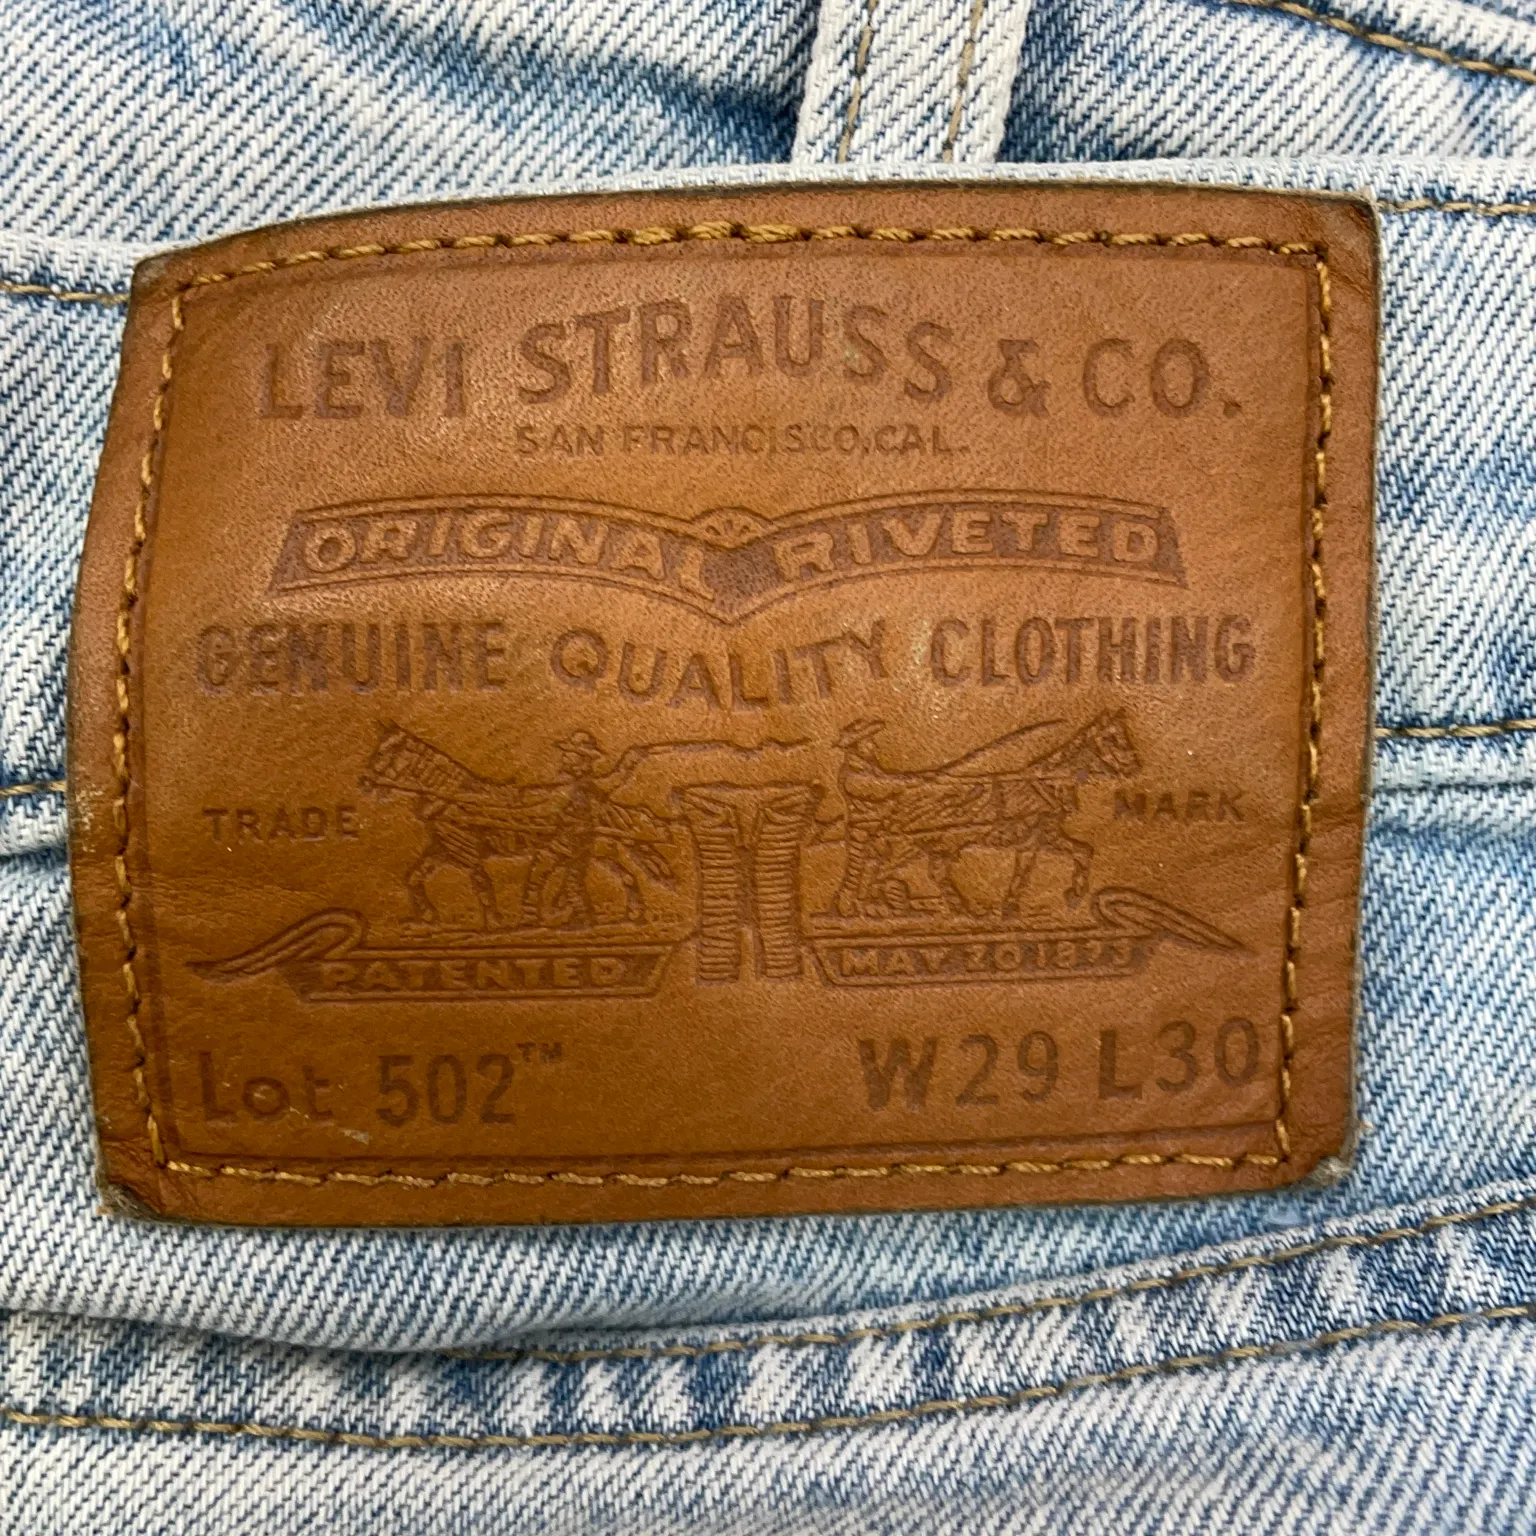 LEVI STRAUSS & CO.
SAN FRANCISCO, CAL.
ORIGINAL RIVETED
GENUINE QUALITY CLOTHING
TRADE MARK
PATENTED MAY 20 1873
Lot 502™ W29 L30